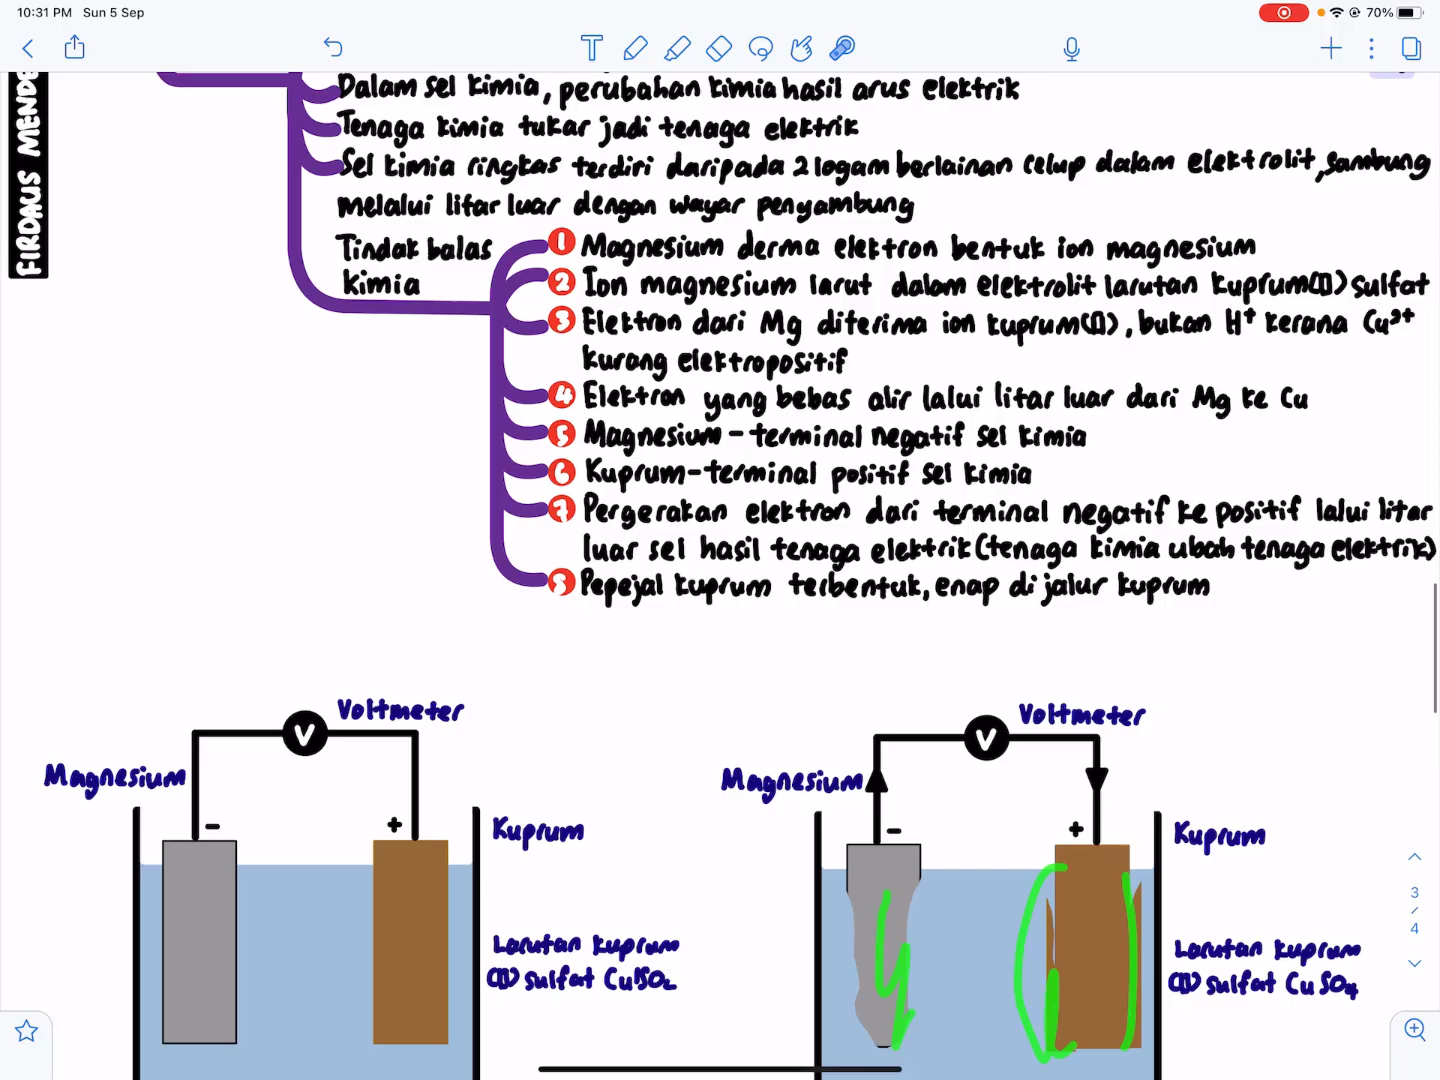 10:31 PM Sun 5 Sep
70%
FIRDAUS
Dalam sel kimia, perubahan kimia hasil arus elektrik
Tenaga kimia tukar jadi tenaga elektrik
Sel kimia ringkas terdiri daripada 2 logam berlainan celup dalam elektrolit, sambung
melalui litar luar dengan wayar penyambung
Tindak balas
kimia
1 Magnesium derma elektron bentuk ion magnesium
2 Ion magnesium larut dalam elektrolit larutan kuprum(II) sulfat
3 Elektron dari Mg diterima ion kuprum(II), bukan H⁺ kerana Cu²⁺
kurang elektropositif
4 Elektron yang bebas alir lalui litar luar dari Mg ke Cu
5 Magnesium - terminal negatif sel kimia
6 Kuprum - terminal positif sel kimia
7 Pergerakan elektron dari terminal negatif ke positif lalui litar
luar sel hasil tenaga elektrik (tenaga kimia ubah tenaga elektrik)
8 Pepejal kuprum terbentuk, enap di jalur kuprum
Voltmeter
V
Magnesium
-
+
Kuprum
Larutan kuprum
(II) sulfat
Voltmeter
V
Magnesium
-
+
Kuprum
Larutan kuprum
(II) sulfat CuSO₄
3
/
4